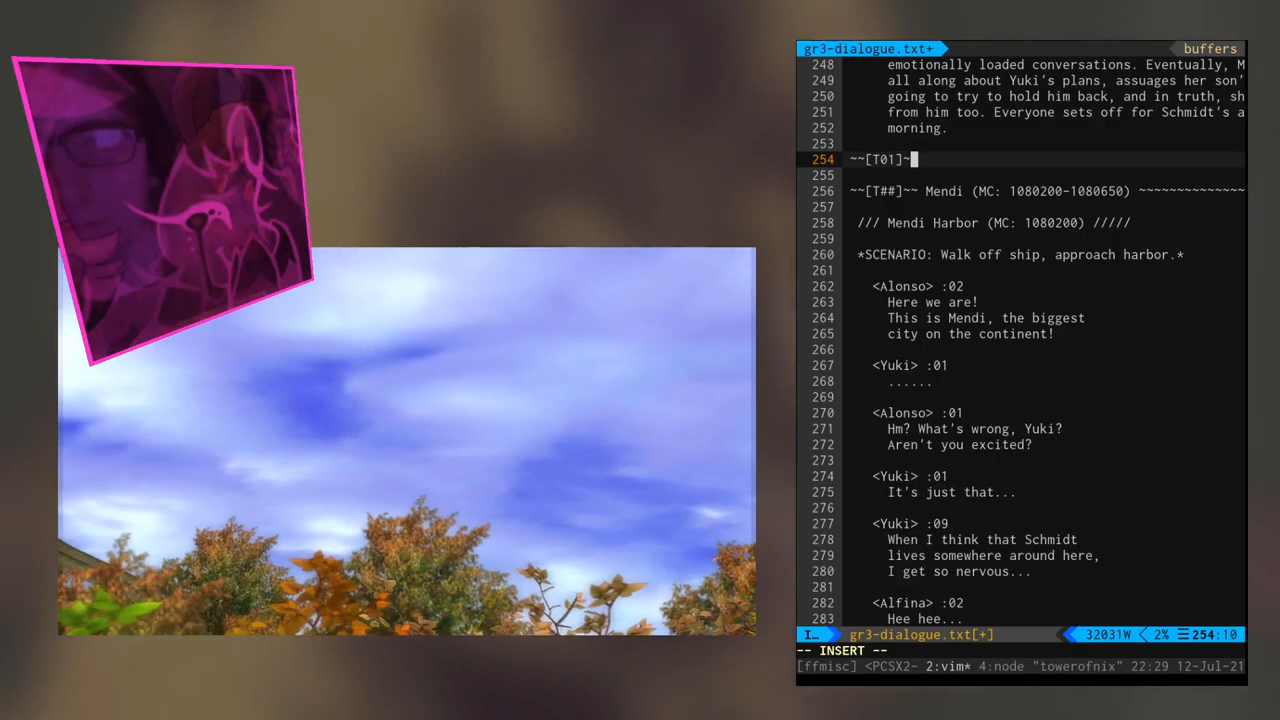 gr3-dialogue.txt+ buffers
248 emotionally loaded conversations. Eventually, M
249 all along about Yuki's plans, assuages her son'
250 going to try to hold him back, and in truth, sh
251 from him too. Everyone sets off for Schmidt's a
252 morning.
253
254 ~~[T01]~
255
256 ~~[T##]~~ Mendi (MC: 1080200-1080650) ~~~~~~~~~~~~~~
257
258 /// Mendi Harbor (MC: 1080200) /////
259
260 *SCENARIO: Walk off ship, approach harbor.*
261
262 <Alonso> :02
263 Here we are!
264 This is Mendi, the biggest
265 city on the continent!
266
267 <Yuki> :01
268 ......
269
270 <Alonso> :01
271 Hm? What's wrong, Yuki?
272 Aren't you excited?
273
274 <Yuki> :01
275 It's just that...
276
277 <Yuki> :09
278 When I think that Schmidt
279 lives somewhere around here,
280 I get so nervous...
281
282 <Alfina> :02
283 Hee hee...
I… gr3-dialogue.txt[+] 32031W 2% ☰254:10
-- INSERT --
[ffmisc] <PCSX2- 2:vim* 4:node "towerofnix" 22:29 12-Jul-21